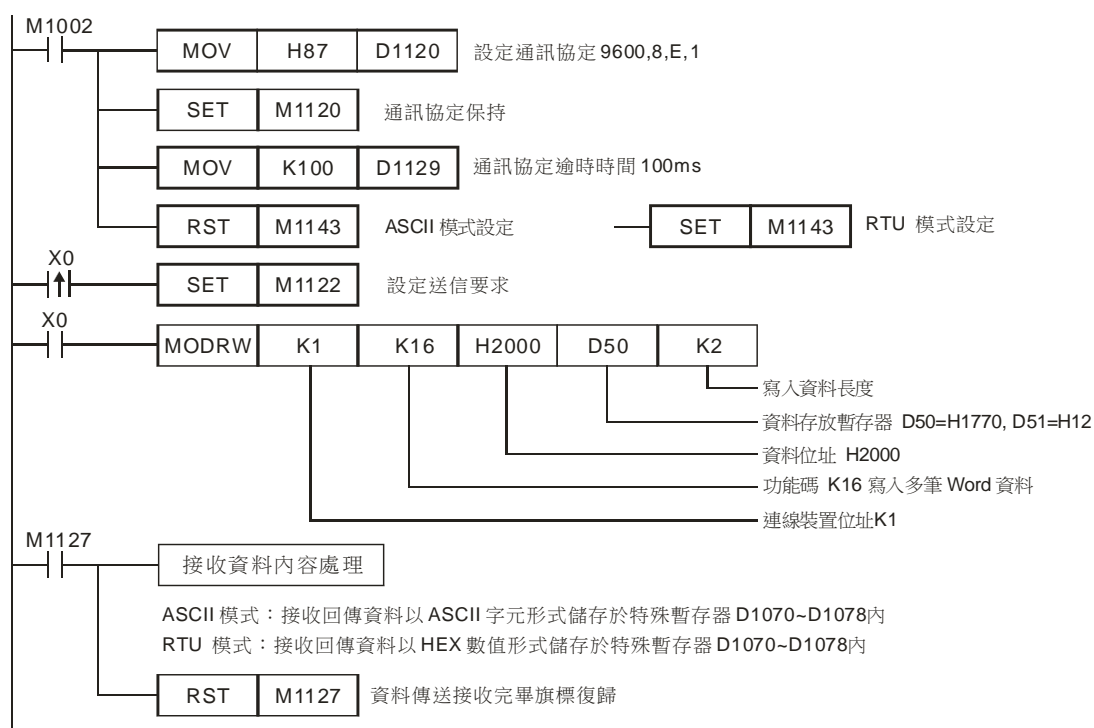 M1002
MOV H87 D1120 設定通訊協定 9600,8,E,1
SET M1120 通訊協定保持
MOV K100 D1129 通訊協定逾時時間 100ms
RST M1143 ASCII 模式設定 SET M1143 RTU 模式設定
X0
SET M1122 設定送信要求
X0
MODRW K1 K16 H2000 D50 K2
寫入資料長度
資料存放暫存器 D50=H1770, D51=H12
資料位址 H2000
功能碼 K16 寫入多筆 Word 資料
連線裝置位址K1
M1127
接收資料內容處理
ASCII 模式：接收回傳資料以 ASCII 字元形式儲存於特殊暫存器 D1070~D1078內
RTU 模式：接收回傳資料以 HEX 數值形式儲存於特殊暫存器 D1070~D1078內
RST M1127 資料傳送接收完畢旗標復歸